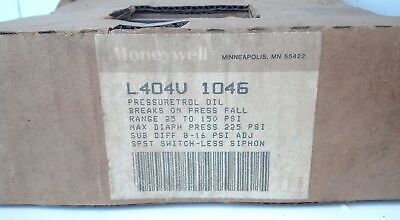 Honeywell
MINNEAPOLIS, MN 55422
L404V 1046
PRESSURETROL OIL
BREAKS ON PRESS FALL
RANGE 25 TO 150 PSI
MAX DIAPH PRESS 225 PSI
SUB DIFF 8-16 PSI ADJ
SPST SWITCH-LESS SIPHON